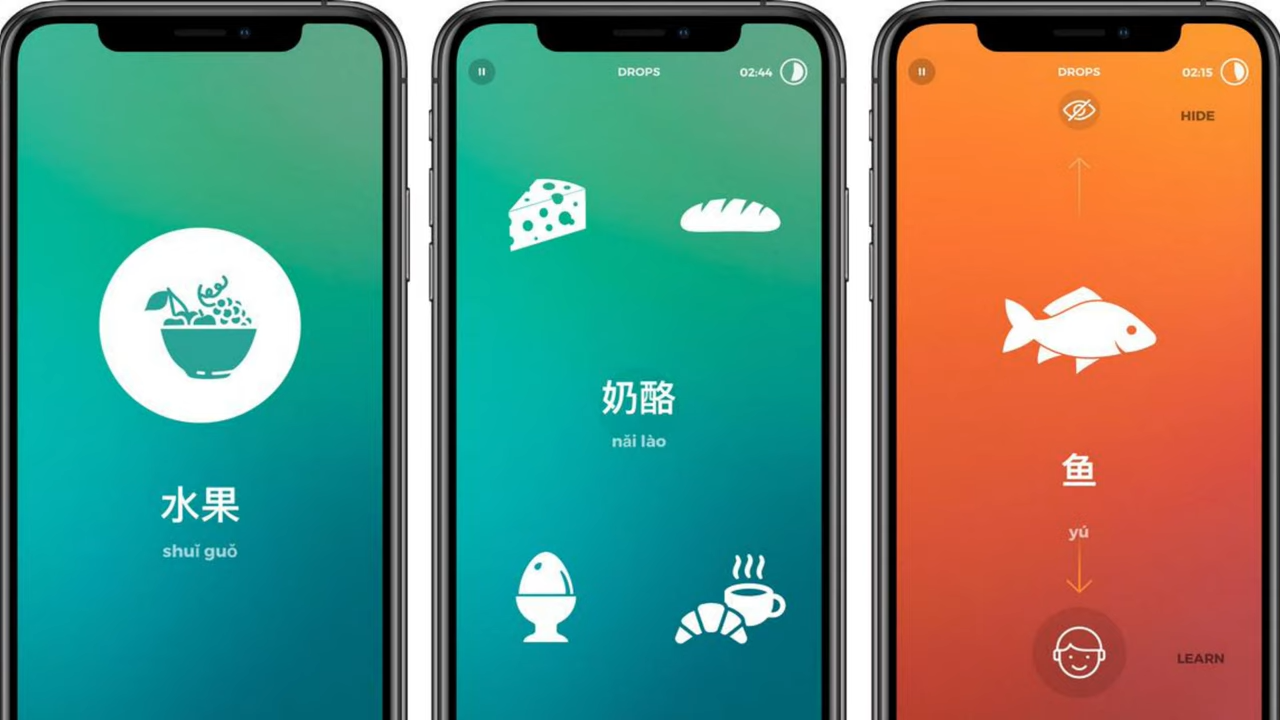 水果
shuǐ guǒ
DROPS
02:44
奶酪
nǎi lào
DROPS
02:15
HIDE
鱼
yú
LEARN